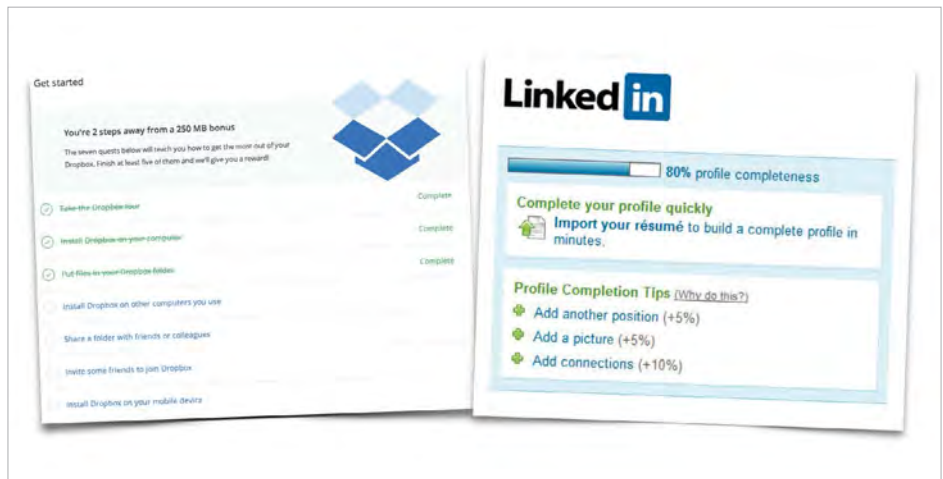 Get started
You're 2 steps away from a 250 MB bonus
The seven quests below will teach you how to get the most out of your
Dropbox. Finish at least five of them and we'll give you a reward!
Take the Dropbox tour Complete
Install Dropbox on your computer Complete
Put files in your Dropbox folder Complete
Install Dropbox on other computers you use
Share a folder with friends or colleagues
Invite some friends to join Dropbox
Install Dropbox on your mobile device
Linked in
80% profile completeness
Complete your profile quickly
Import your résumé to build a complete profile in
minutes.
Profile Completion Tips (Why do this?)
Add another position (+5%)
Add a picture (+5%)
Add connections (+10%)